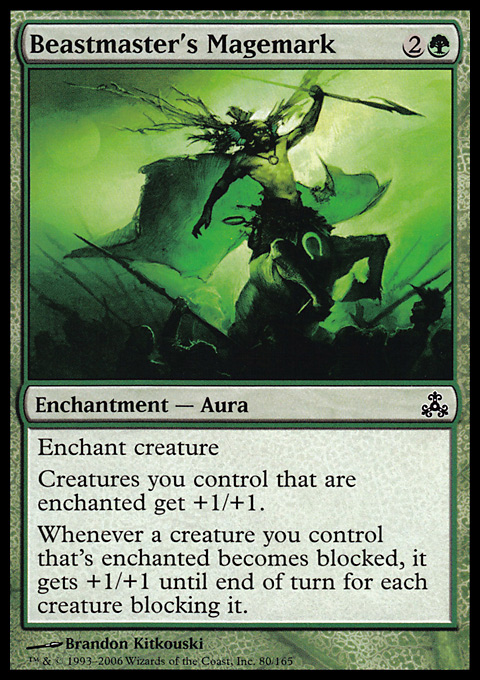 Beastmaster's Magemark 2
Enchantment — Aura
Enchant creature
Creatures you control that are
enchanted get +1/+1.
Whenever a creature you control
that's enchanted becomes blocked, it
gets +1/+1 until end of turn for each
creature blocking it.
Brandon Kitkouski
™ & © 1993–2006 Wizards of the Coast, Inc. 80/165